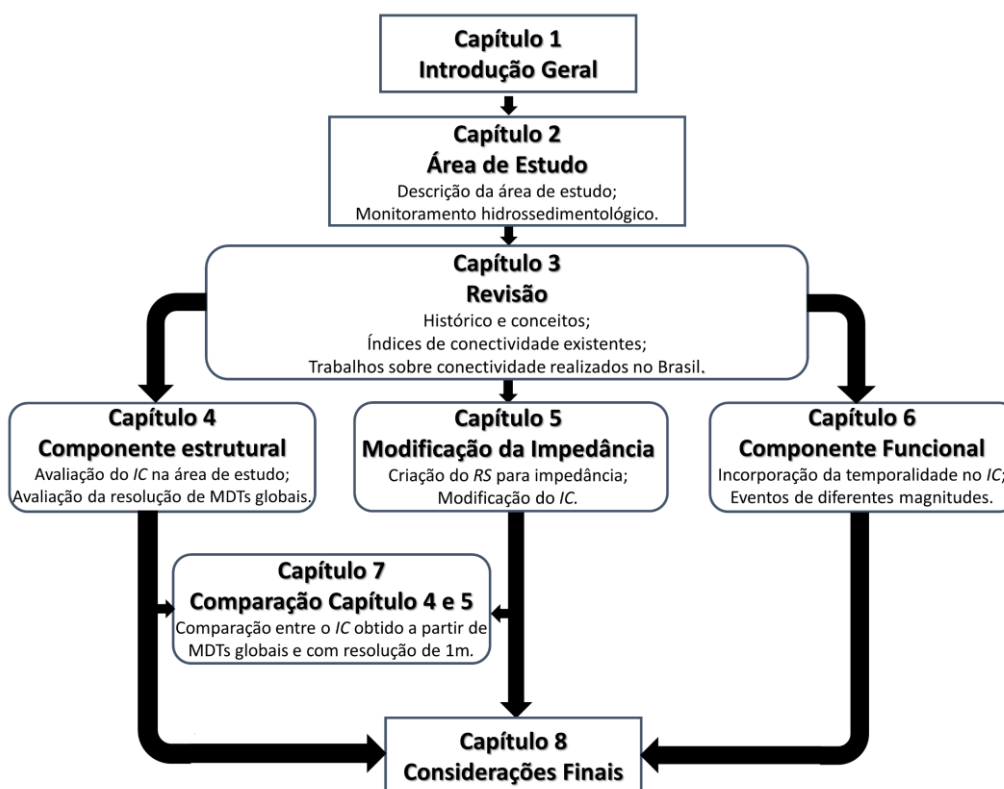 Capítulo 1
Introdução Geral
Capítulo 2
Área de Estudo
Descrição da área de estudo;
Monitoramento hidrossedimentológico.
Capítulo 3
Revisão
Histórico e conceitos;
Índices de conectividade existentes;
Trabalhos sobre conectividade realizados no Brasil.
Capítulo 4
Componente estrutural
Avaliação do IC na área de estudo;
Avaliação da resolução de MDTs globais.
Capítulo 5
Modificação da Impedância
Criação do RS para impedância;
Modificação do IC.
Capítulo 6
Componente Funcional
Incorporação da temporalidade no IC;
Eventos de diferentes magnitudes.
Capítulo 7
Comparação Capítulo 4 e 5
Comparação entre o IC obtido a partir de
MDTs globais e com resolução de 1m.
Capítulo 8
Considerações Finais